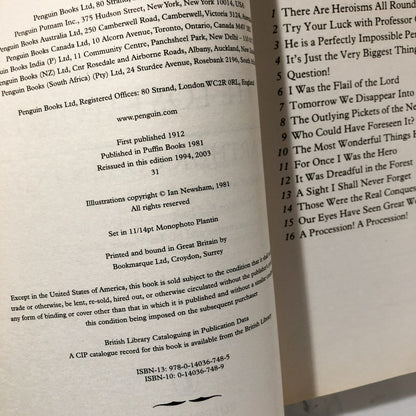 Penguin Books Ltd, 80 Strand,
Penguin Putnam Inc., 375 Hudson Street, New York, New York 10014, USA
Penguin Books Australia Ltd, 250 Camberwell Road, Camberwell, Victoria 3124, Australia
Penguin Books Canada Ltd, 10 Alcorn Avenue, Toronto, Ontario, Canada M4V
Penguin Books India (P) Ltd, 11 Community Centre, Panchsheel Park, New Delhi
Penguin Books (NZ) Ltd, Cnr Rosedale and Airborne Roads, Albany, Auckland, New
Penguin Books (South Africa) (Pty) Ltd, 24 Sturdee Avenue, Rosebank 2196, South
Penguin Books Ltd, Registered Offices: 80 Strand, London WC2R 0RL, England
www.penguin.com
First published 1912
Published in Puffin Books 1981
Reissued in this edition 1994, 2003
31
Illustrations copyright © Ian Newsham, 1981
All rights reserved
Set in 11/14pt Monophoto Plantin
Printed and bound in Great Britain by
Bookmarque Ltd, Croydon, Surrey
Except in the United States of America, this book is sold subject to the condition that it
trade or otherwise, be lent, re-sold, hired out, or otherwise circulated without the publisher's
any form of binding or cover other than that in which it is published and without a similar
this condition being imposed on the subsequent purchaser
British Library Cataloguing in Publication Data
A CIP catalogue record for this book is available from the British Library
ISBN-13: 978-0-14036-748-5
ISBN-10: 0-14036-748-9
1 There Are Heroisms All Round
2 Try Your Luck with Professor
3 He is a Perfectly Impossible
4 It's Just the Very Biggest Thing
5 Question!
6 I Was the Flail of the Lord
7 Tomorrow We Disappear Into
8 The Outlying Pickets of the
9 Who Could Have Foreseen It?
10 The Most Wonderful Things
11 For Once I Was the Hero
12 It Was Dreadful in the Forest
13 A Sight I Shall Never Forget
14 Those Were the Real
15 Our Eyes Have Seen Great
16 A Procession! A Procession!